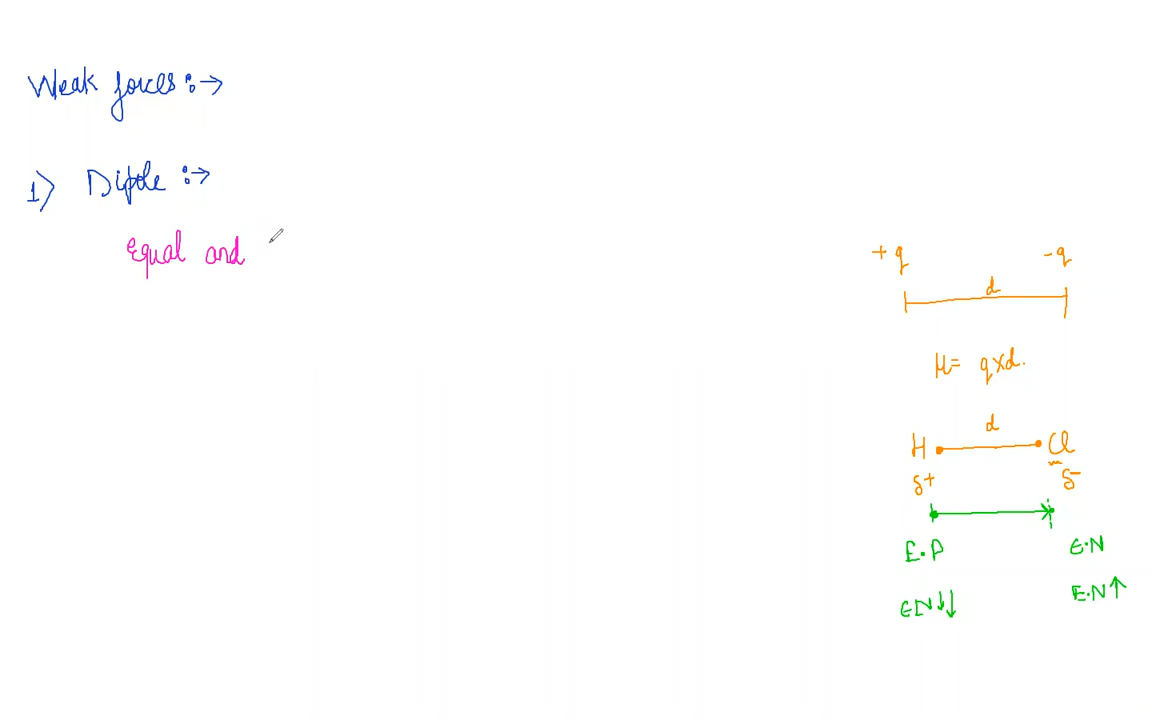 Weak forces :→
1) Dipole :→
Equal and
+q -q
d
μ= q×d.
d
H Cl
δ+ δ-
E.P E.N
EN↓↓ E.N↑